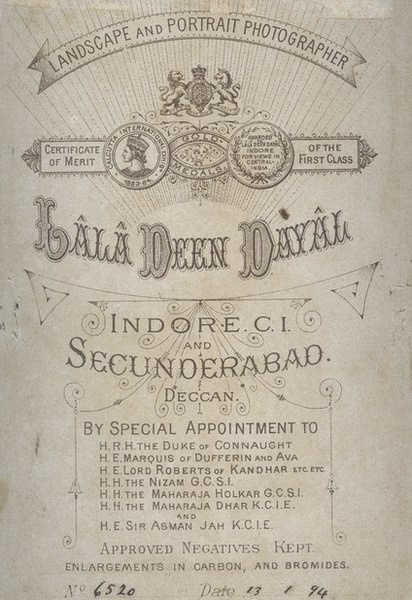 LANDSCAPE AND PORTRAIT PHOTOGRAPHER
CERTIFICATE
OF MERIT
CALCUTTA INTERNATIONAL EXHIBITION
1883-84
GOLD
MEDALS
AWARDED
LÂLÂ DEEN DAYÂL
INDORE
FOR VIEWS IN
CENTRAL-
INDIA.
OF THE
FIRST CLASS
LÂLÂ DEEN DAYÂL
INDORE. C.I.
AND
SECUNDERABAD.
DECCAN.
BY SPECIAL APPOINTMENT TO
H.R.H. THE DUKE OF CONNAUGHT
H.E. MARQUIS OF DUFFERIN AND AVA
H.E. LORD ROBERTS OF KANDHAR ETC. ETC.
H.H. THE NIZAM G.C.S.I.
H.H. THE MAHARAJA HOLKAR G.C.S.I.
H.H. THE MAHARAJA DHAR K.C.I.E.
AND
H.E. SIR ASMAN JAH K.C.I.E.
APPROVED NEGATIVES KEPT.
ENLARGEMENTS IN CARBON, AND BROMIDES.
No. 6520 Date 13 1 94